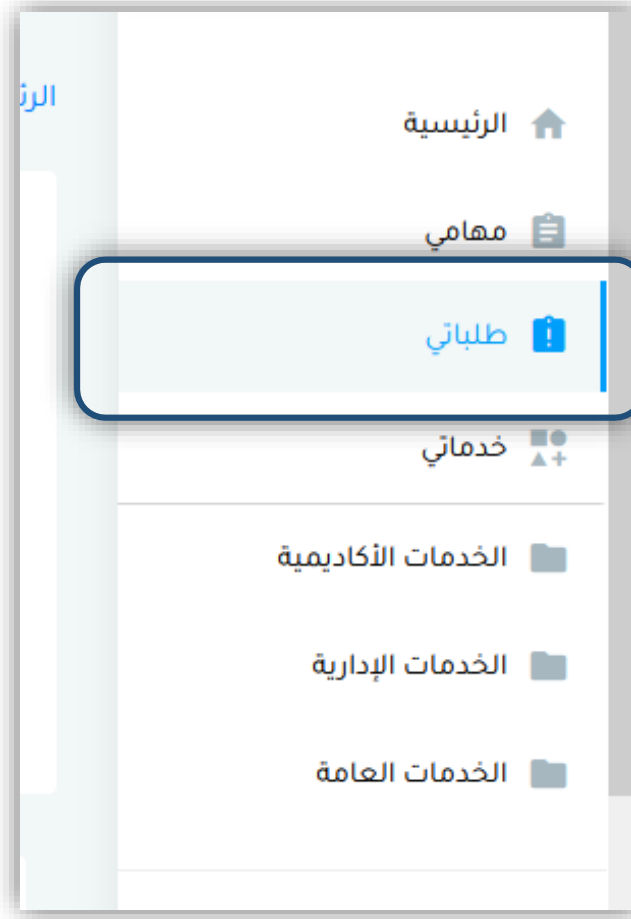 الرئيسية
مهامي
طلباتي
خدماتي
الخدمات الأكاديمية
الخدمات الإدارية
الخدمات العامة